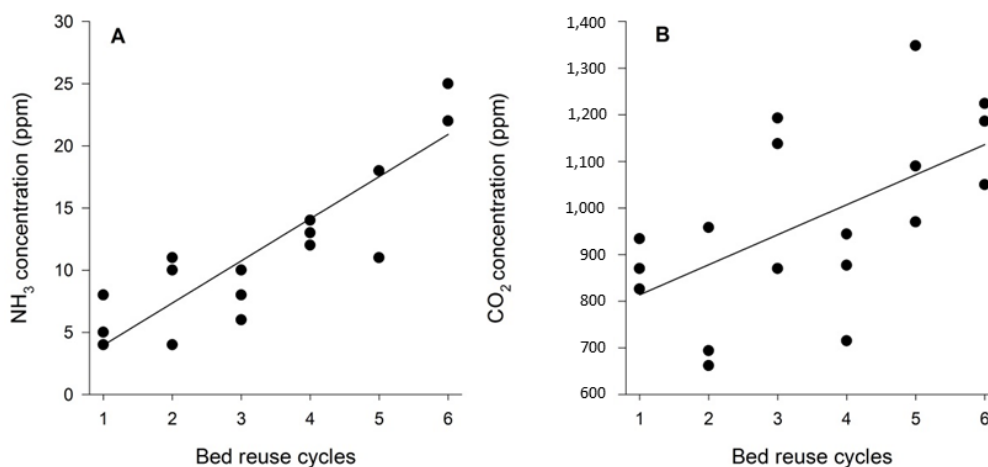 A
NH3 concentration (ppm)
30
25
20
15
10
5
0
1 2 3 4 5 6
Bed reuse cycles
B
CO2 concentration (ppm)
1,400
1,300
1,200
1,100
1,000
900
800
700
600
1 2 3 4 5 6
Bed reuse cycles